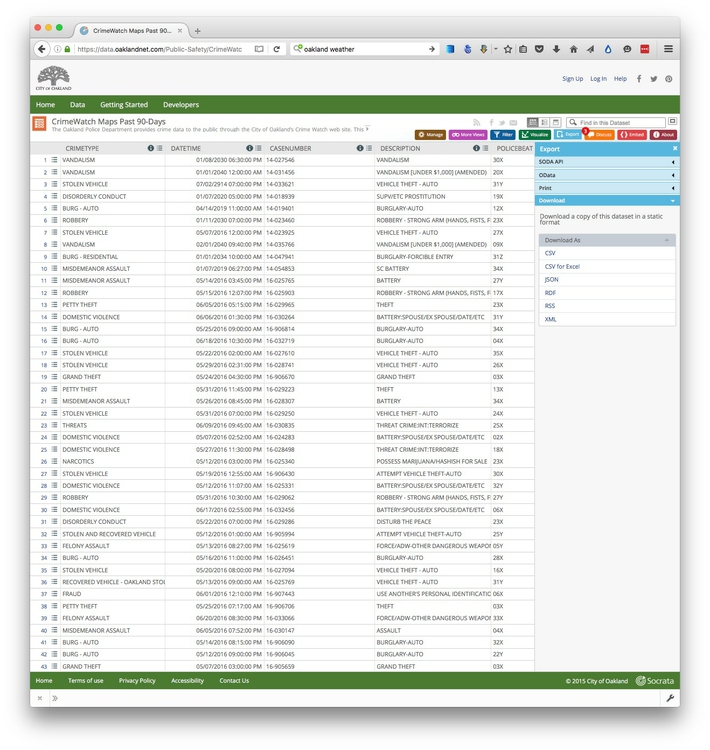 CrimeWatch Maps Past 90...
https://data.oaklandnet.com/Public-Safety/CrimeWatc
oakland weather
CITY OF OAKLAND
Sign Up Log In Help
Home Data Getting Started Developers
CrimeWatch Maps Past 90-Days
The Oakland Police Department provides crime data to the public through the City of Oakland's Crime Watch web site. This
Find in this Dataset
Manage More Views Filter Visualize Export Discuss Embed About
CRIMETYPE DATETIME CASENUMBER DESCRIPTION POLICEBEAT
1 VANDALISM 01/08/2030 06:30:00 PM 14-027546 VANDALISM 30X
2 VANDALISM 01/01/2040 12:00:00 AM 14-031456 VANDALISM [UNDER $1,000] (AMENDED) 20X
3 STOLEN VEHICLE 07/02/2914 07:01:00 PM 14-033621 VEHICLE THEFT - AUTO 31Y
4 DISORDERLY CONDUCT 01/07/2020 05:00:00 PM 14-018939 SUPV/ETC PROSTITUTION 19X
5 BURG - AUTO 04/14/2019 11:00:00 AM 14-019401 BURGLARY-AUTO 12X
6 ROBBERY 01/11/2030 07:00:00 PM 14-023460 ROBBERY - STRONG ARM (HANDS, FISTS, F 23X
7 STOLEN VEHICLE 05/07/2016 12:00:00 AM 14-023925 VEHICLE THEFT - AUTO 27X
8 VANDALISM 02/01/2040 09:40:00 PM 14-035766 VANDALISM [UNDER $1,000] (AMENDED) 09X
9 BURG - RESIDENTIAL 01/01/2034 10:00:00 AM 14-047941 BURGLARY-FORCIBLE ENTRY 31Z
10 MISDEMEANOR ASSAULT 01/07/2019 06:27:00 PM 14-054853 SC BATTERY 34X
11 MISDEMEANOR ASSAULT 05/14/2016 03:45:00 PM 16-025765 BATTERY 27Y
12 ROBBERY 05/15/2016 12:07:00 AM 16-025903 ROBBERY - STRONG ARM (HANDS, FISTS, F 17X
13 PETTY THEFT 06/05/2016 05:15:00 PM 16-029965 THEFT 23X
14 DOMESTIC VIOLENCE 06/06/2016 01:30:00 AM 16-030264 BATTERY:SPOUSE/EX SPOUSE/DATE/ETC 31Y
15 BURG - AUTO 05/25/2016 09:00:00 AM 16-906814 BURGLARY-AUTO 34X
16 BURG - AUTO 06/18/2016 10:30:00 PM 16-032719 BURGLARY-AUTO 04X
17 STOLEN VEHICLE 05/22/2016 02:00:00 AM 16-027610 VEHICLE THEFT - AUTO 35X
18 STOLEN VEHICLE 05/29/2016 02:31:00 PM 16-028741 VEHICLE THEFT - AUTO 26X
19 GRAND THEFT 05/24/2016 04:30:00 AM 16-906670 GRAND THEFT 03X
20 PETTY THEFT 05/31/2016 11:45:00 PM 16-029223 THEFT 13X
21 MISDEMEANOR ASSAULT 05/26/2016 08:45:00 PM 16-028307 BATTERY 34X
22 STOLEN VEHICLE 05/31/2016 07:00:00 PM 16-029250 VEHICLE THEFT - AUTO 24X
23 THREATS 06/09/2016 09:45:00 AM 16-030835 THREAT CRIME:INT:TERRORIZE 25X
24 DOMESTIC VIOLENCE 05/07/2016 02:52:00 AM 16-024283 BATTERY:SPOUSE/EX SPOUSE/DATE/ETC 02X
25 DOMESTIC VIOLENCE 05/27/2016 11:30:00 PM 16-028498 THREAT CRIME:INT:TERRORIZE 18X
26 NARCOTICS 05/12/2016 03:00:00 PM 16-025340 POSSESS MARIJUANA/HASHISH FOR SALE 23X
27 STOLEN VEHICLE 05/19/2016 12:55:00 AM 16-906430 ATTEMPT VEHICLE THEFT-AUTO 30X
28 DOMESTIC VIOLENCE 05/12/2016 11:07:00 AM 16-025331 BATTERY:SPOUSE/EX SPOUSE/DATE/ETC 32Y
29 ROBBERY 05/31/2016 10:30:00 AM 16-029062 ROBBERY - STRONG ARM (HANDS, FISTS, F 27Y
30 DOMESTIC VIOLENCE 06/17/2016 02:55:00 PM 16-032456 BATTERY:SPOUSE/EX SPOUSE/DATE/ETC 06X
31 DISORDERLY CONDUCT 05/22/2016 07:00:00 PM 16-029286 DISTURB THE PEACE 23X
32 STOLEN AND RECOVERED VEHICLE 05/12/2016 01:00:00 AM 16-905994 ATTEMPT VEHICLE THEFT-AUTO 25Y
33 FELONY ASSAULT 05/13/2016 08:27:00 PM 16-025619 FORCE/ADW-OTHER DANGEROUS WEAPO 05Y
34 BURG - AUTO 05/16/2016 11:00:00 PM 16-026451 BURGLARY-AUTO 28X
35 STOLEN VEHICLE 05/20/2016 08:00:00 PM 16-027094 VEHICLE THEFT - AUTO 16X
36 RECOVERED VEHICLE - OAKLAND STOL 05/13/2016 09:00:00 AM 16-025769 VEHICLE THEFT - AUTO 31Y
37 FRAUD 06/01/2016 12:10:00 PM 16-907443 USE ANOTHER'S PERSONAL IDENTIFICATIC 06X
38 PETTY THEFT 05/25/2016 07:17:00 AM 16-906706 THEFT 03X
39 FELONY ASSAULT 06/20/2016 08:30:00 PM 16-033066 FORCE/ADW-OTHER DANGEROUS WEAPO 33X
40 MISDEMEANOR ASSAULT 06/05/2016 07:52:00 PM 16-030147 ASSAULT 04X
41 BURG - AUTO 05/14/2016 08:15:00 PM 16-906090 BURGLARY-AUTO 32X
42 BURG - AUTO 05/12/2016 09:00:00 PM 16-906045 BURGLARY-AUTO 22Y
43 GRAND THEFT 05/07/2016 03:00:00 PM 16-905659 GRAND THEFT 03X
Export
SODA API
OData
Print
Download
Download a copy of this dataset in a static
format
Download As
CSV
CSV for Excel
JSON
RDF
RSS
XML
Home Terms of use Privacy Policy Accessibility Contact Us
© 2015 City of Oakland Socrata